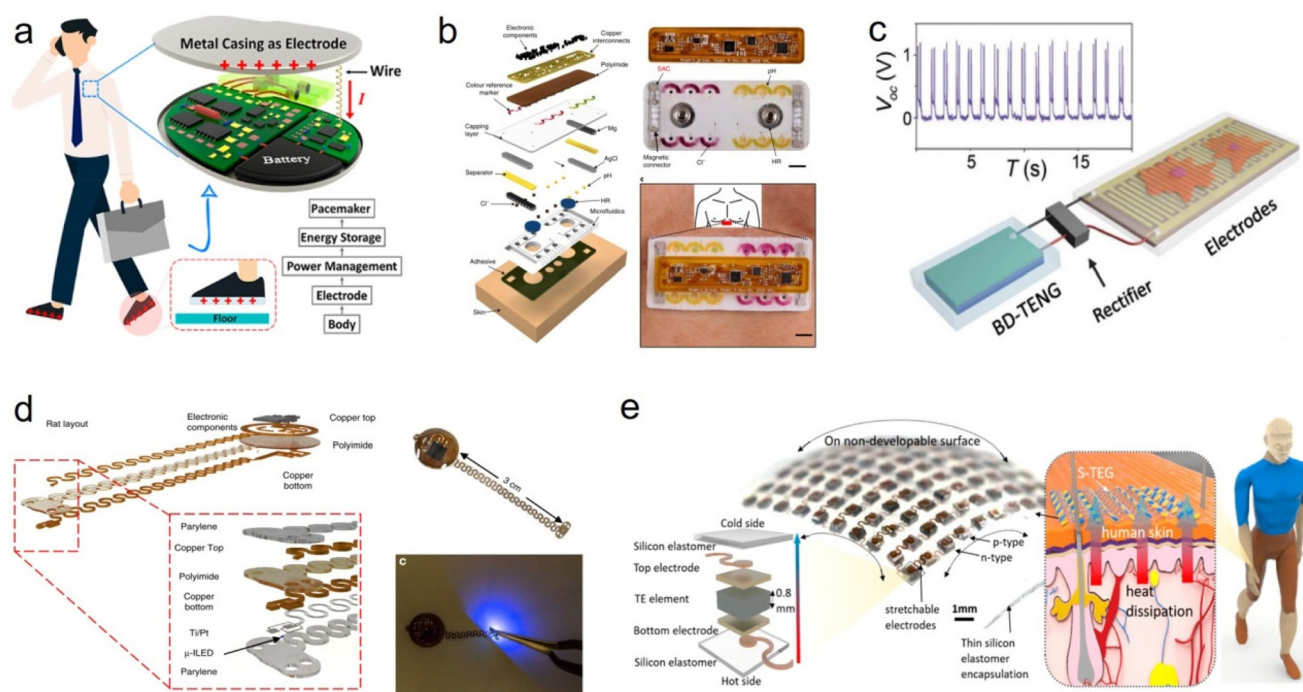 a
Metal Casing as Electrode
Wire
I
Battery
Pacemaker
Energy Storage
Power Management
Electrode
Body
Floor
b
Electronic
components
Copper
interconnects
Polyimide
Colour reference
marker
Capping
layer
Mg
AgCl
Separator
pH
Cl⁻
HR
Microfluidics
Adhesive
Skin
SAC
pH
Magnetic
connector
Cl⁻
HR
c
c
Voc (V)
1
0
5
10
15
T (s)
BD-TENG
Rectifier
Electrodes
d
Rat layout
Electronic
components
Copper top
Polyimide
Copper
bottom
Parylene
Copper Top
Polyimide
Copper
bottom
Ti/Pt
μ-ILED
Parylene
3 cm
c
e
On non-developable surface
Cold side
Silicon elastomer
Top electrode
TE element
Bottom electrode
Silicon elastomer
Hot side
0.8
mm
p-type
n-type
stretchable
electrodes
1mm
Thin silicon
elastomer
encapsulation
S-TEG
human skin
heat
dissipation